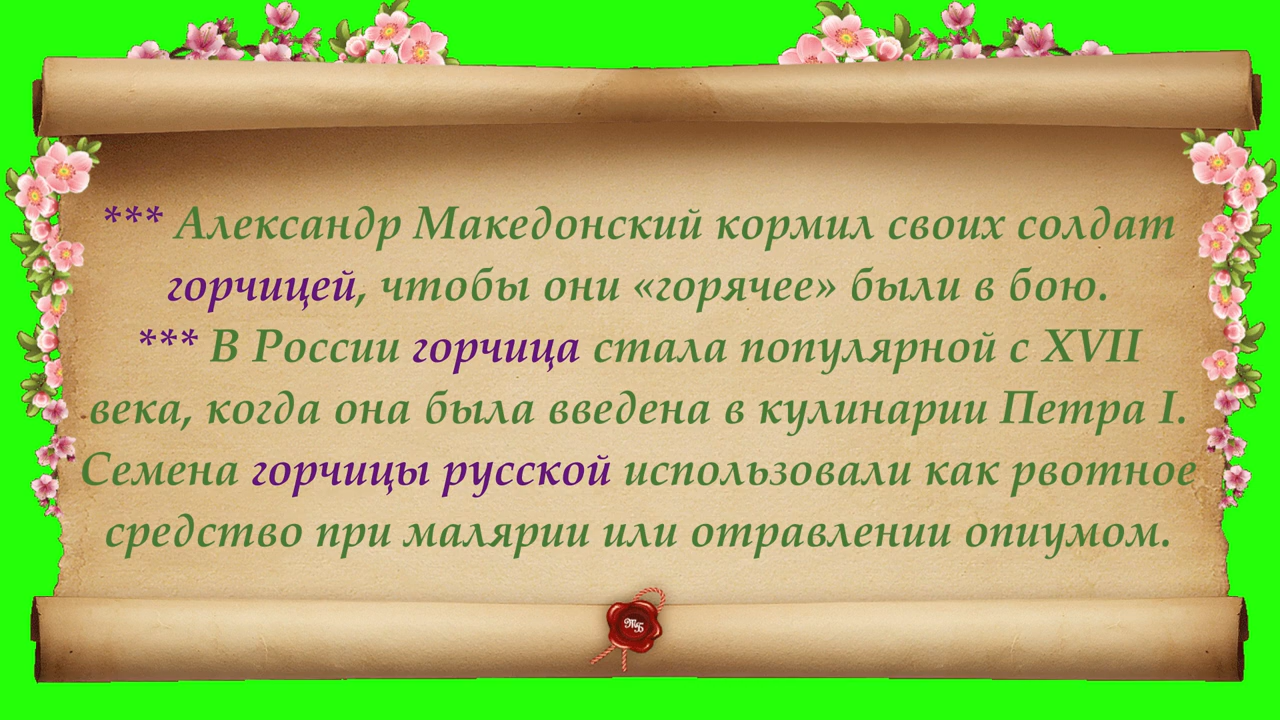 *** Александр Македонский кормил своих солдат
горчицей, чтобы они «горячее» были в бою.
*** В России горчица стала популярной с XVII
века, когда она была введена в кулинарии Петра I.
Семена горчицы русской использовали как рвотное
средство при малярии или отравлении опиумом.